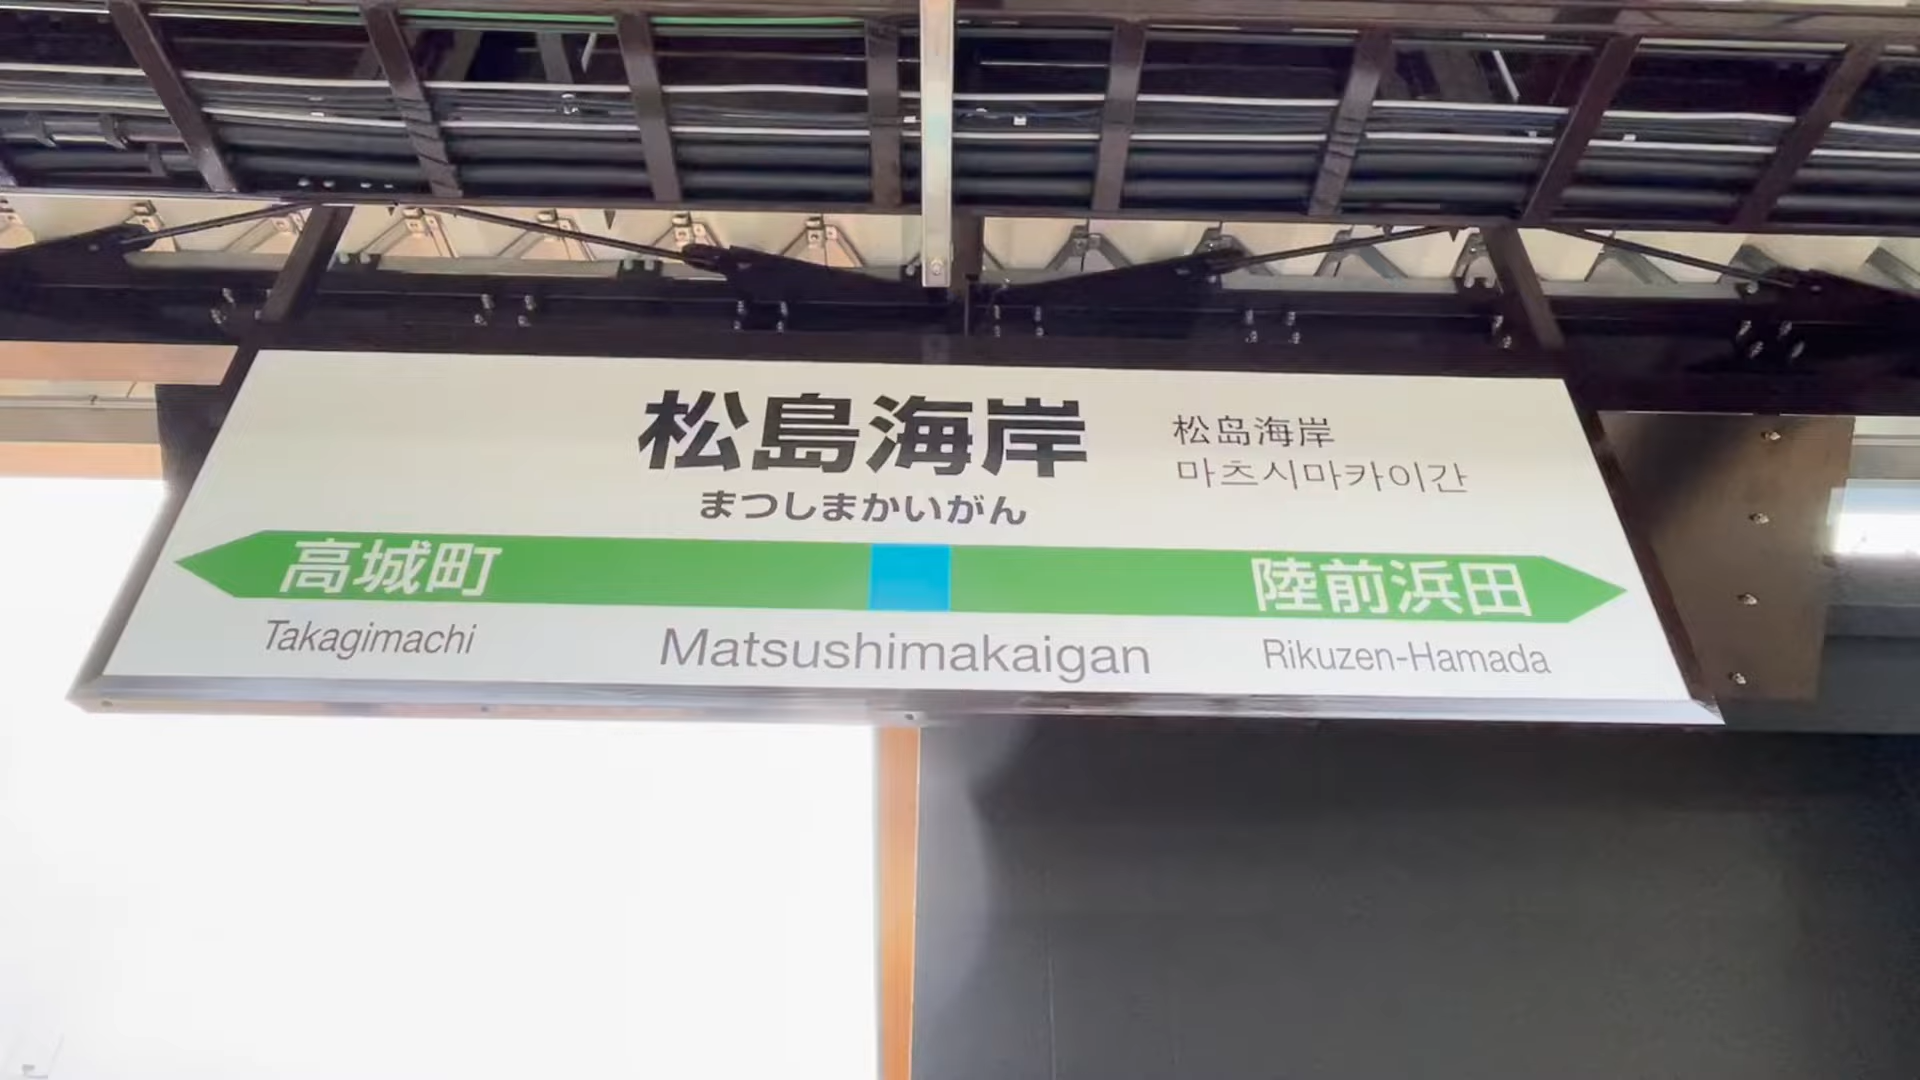 松島海岸
まつしまかいがん
松岛海岸
마츠시마카이간
高城町
陸前浜田
Takagimachi
Matsushimakaigan
Rikuzen-Hamada